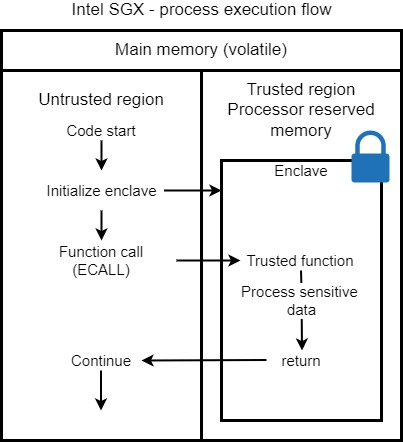 Intel SGX - process execution flow
Main memory (volatile)
Untrusted region
Code start
Initialize enclave
Function call
(ECALL)
Continue
Trusted region
Processor reserved
memory
Enclave
Trusted function
Process sensitive
data
return